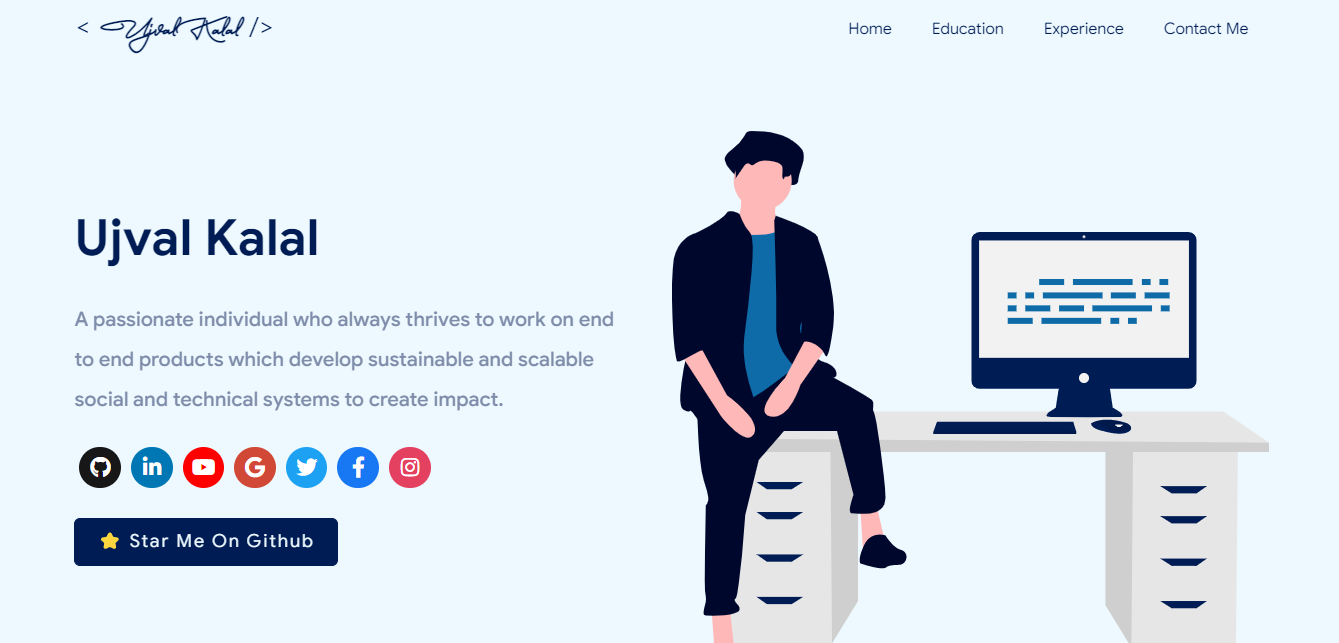 < Ujval Kalal />
Home Education Experience Contact Me
Ujval Kalal
A passionate individual who always thrives to work on end
to end products which develop sustainable and scalable
social and technical systems to create impact.
Star Me On Github